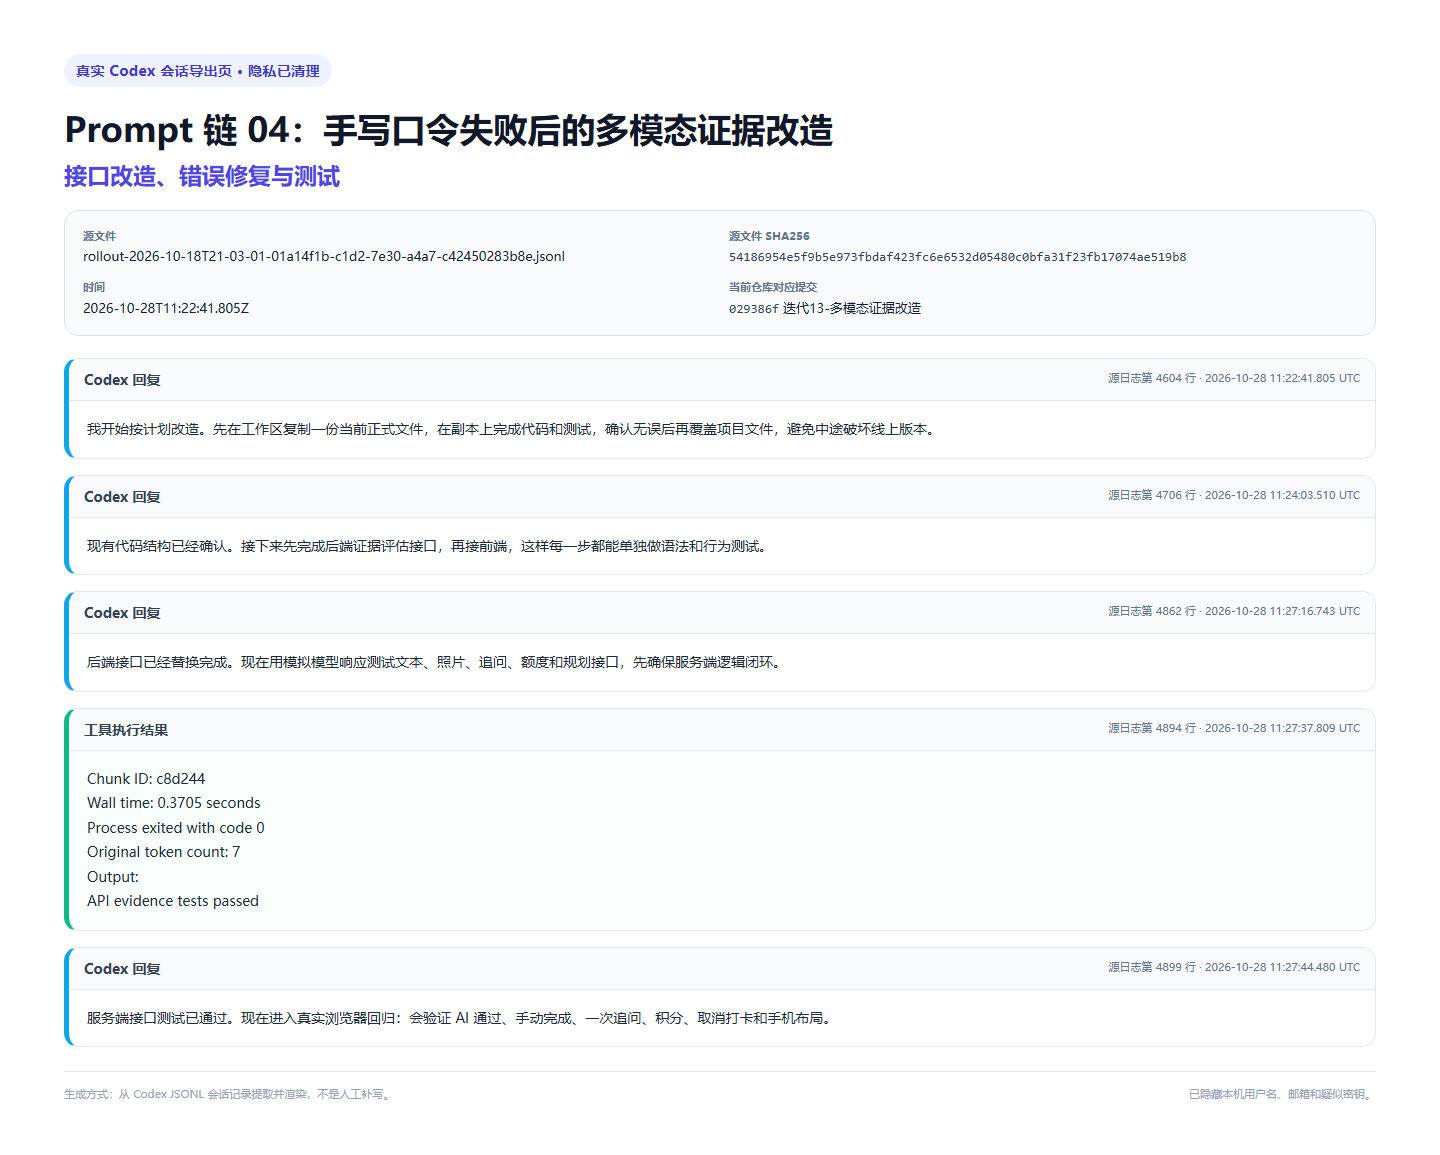 真实 Codex 会话导出页 • 隐私已清理
Prompt 链 04：手写口令失败后的多模态证据改造
接口改造、错误修复与测试
源文件
rollout-2026-10-18T21-03-01-01a14f1b-c1d2-7e30-a4a7-c42450283b8e.jsonl
源文件 SHA256
54186954e5f9b5e973fbdaf423fc6e6532d05480c0bfa31f23fb17074ae519b8
时间
2026-10-28T11:22:41.805Z
当前仓库对应提交
029386f 迭代13-多模态证据改造
Codex 回复
源日志第 4604 行 · 2026-10-28 11:22:41.805 UTC
我开始按计划改造。先在工作区复制一份当前正式文件，在副本上完成代码和测试，确认无误后再覆盖项目文件，避免中途破坏线上版本。
Codex 回复
源日志第 4706 行 · 2026-10-28 11:24:03.510 UTC
现有代码结构已经确认。接下来先完成后端证据评估接口，再接前端，这样每一步都能单独做语法和行为测试。
Codex 回复
源日志第 4862 行 · 2026-10-28 11:27:16.743 UTC
后端接口已经替换完成。现在用模拟模型响应测试文本、照片、追问、额度和规划接口，先确保服务端逻辑闭环。
工具执行结果
源日志第 4894 行 · 2026-10-28 11:27:37.809 UTC
Chunk ID: c8d244
Wall time: 0.3705 seconds
Process exited with code 0
Original token count: 7
Output:
API evidence tests passed
Codex 回复
源日志第 4899 行 · 2026-10-28 11:27:44.480 UTC
服务端接口测试已通过。现在进入真实浏览器回归：会验证 AI 通过、手动完成、一次追问、积分、取消打卡和手机布局。
生成方式：从 Codex JSONL 会话记录提取并渲染，不是人工补写。
已隐藏本机用户名、邮箱和疑似密钥。